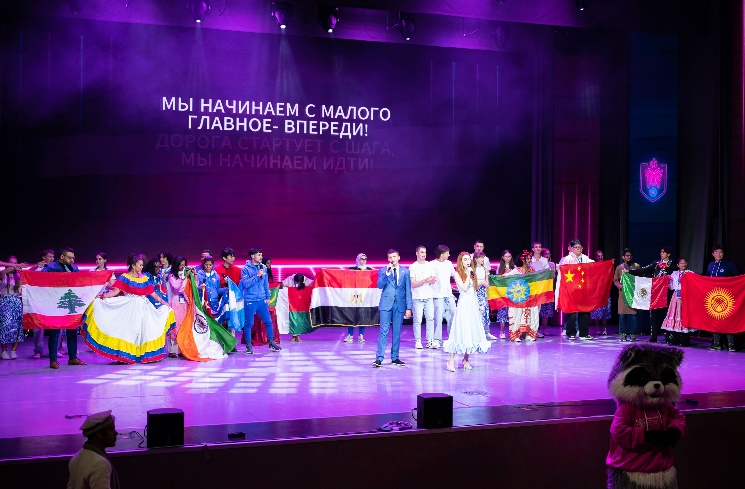 МЫ НАЧИНАЕМ С МАЛОГО
ГЛАВНОЕ- ВПЕРЕДИ!
ДОРОГА СТАРТУЕТ С ШАГА,
МЫ НАЧИНАЕМ ИДТИ!